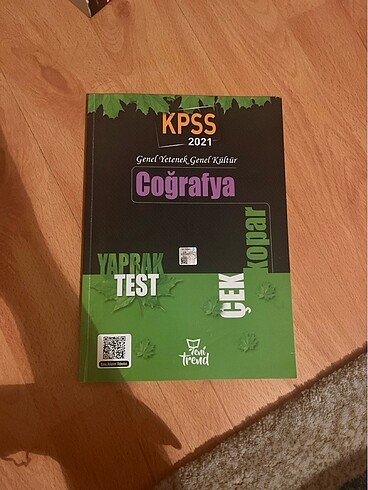 KPSS
2021
Genel Yetenek Genel Kültür
Coğrafya
YAPRAK
TEST
ÇEK
kopar
Yeni
trend